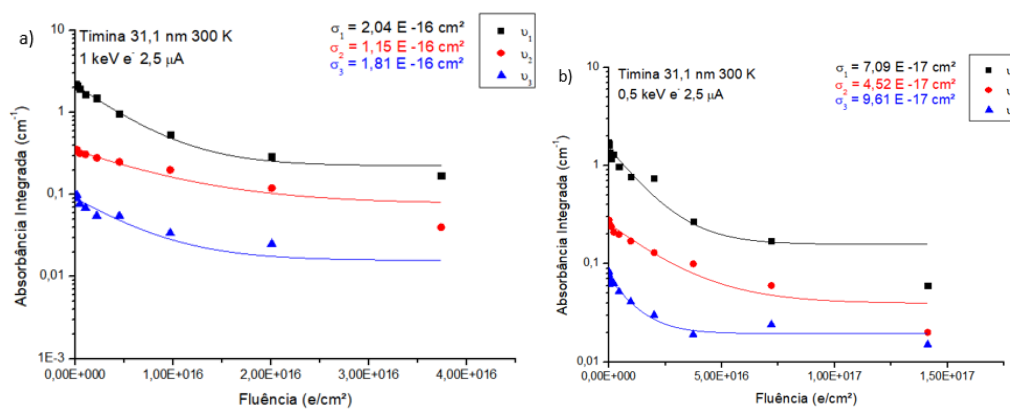 a)
Timina 31,1 nm 300 K
1 keV e⁻ 2,5 µA
σ₁ = 2,04 E -16 cm²
σ₂ = 1,15 E -16 cm²
σ₃ = 1,81 E -16 cm²
υ₁
υ₂
υ₃
Absorbância Integrada (cm⁻¹)
10
1
0,1
0,01
1E-3
0,00E+000
1,00E+016
2,00E+016
3,00E+016
4,00E+016
Fluência (e/cm²)
b)
Timina 31,1 nm 300 K
0,5 keV e⁻ 2,5 µA
σ₁ = 7,09 E -17 cm²
σ₂ = 4,52 E -17 cm²
σ₃ = 9,61 E -17 cm²
Absorbância Integrada (cm⁻¹)
10
1
0,1
0,01
0,00E+000
5,00E+016
1,00E+017
1,50E+017
Fluência (e/cm²)